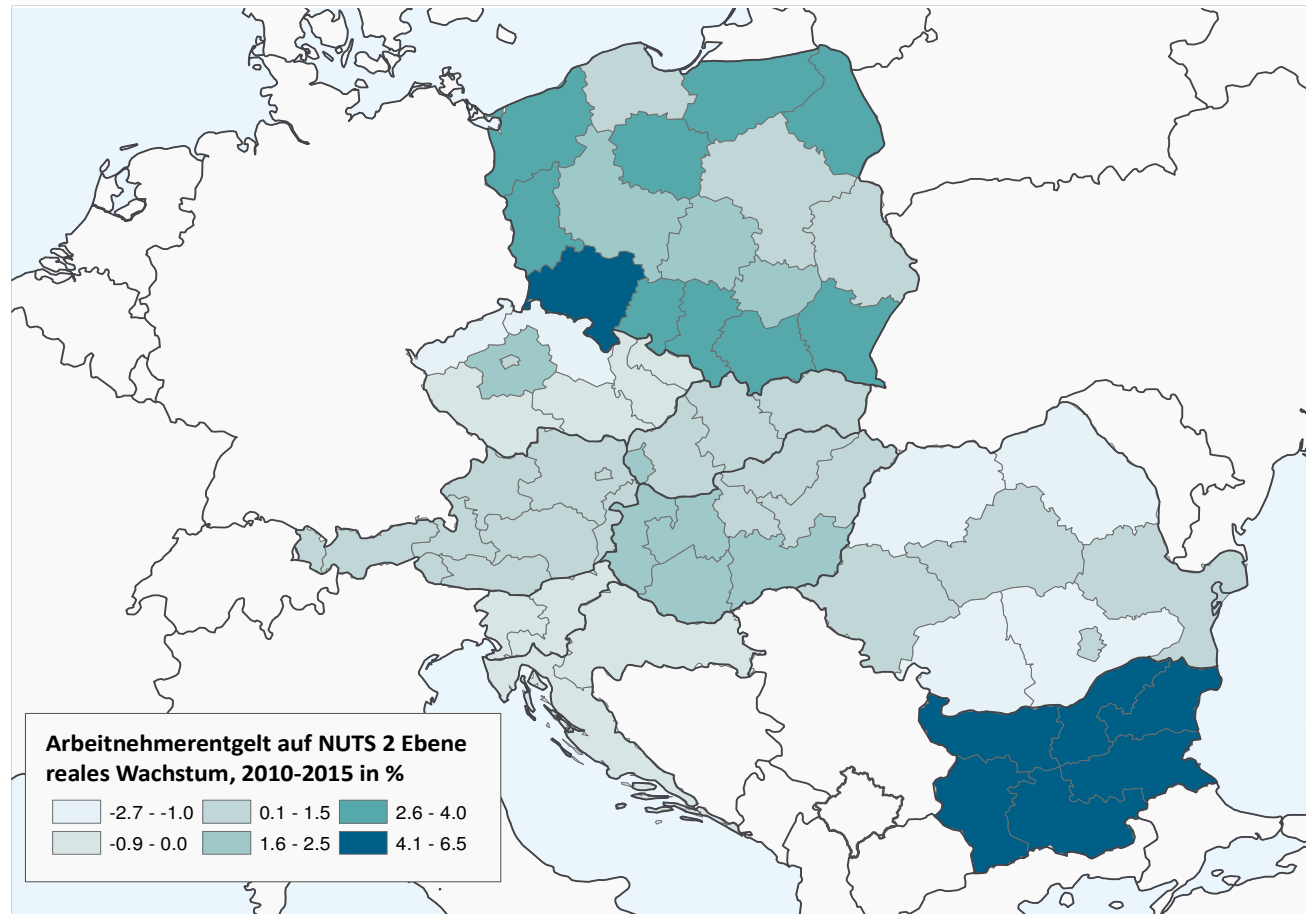 Arbeitnehmerentgelt auf NUTS 2 Ebene
reales Wachstum, 2010-2015 in %
-2.7 - -1.0 0.1 - 1.5 2.6 - 4.0
-0.9 - 0.0 1.6 - 2.5 4.1 - 6.5